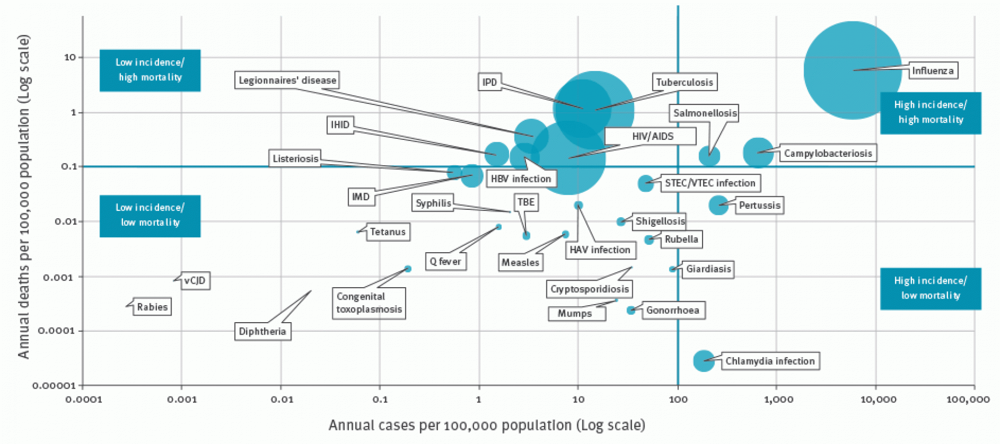 Annual deaths per 100,000 population (Log scale)
10
1
0.1
0.01
0.001
0.0001
0.00001
Low incidence/
high mortality
Legionnaires' disease
IPD
Tuberculosis
Influenza
High incidence/
high mortality
Salmonellosis
IHID
HIV/AIDS
Listeriosis
Campylobacteriosis
HBV infection
STEC/VTEC infection
IMD
Syphilis
TBE
Pertussis
Low incidence/
low mortality
Shigellosis
Tetanus
Rubella
HAV infection
Q fever
Measles
Giardiasis
vCJD
Cryptosporidiosis
High incidence/
low mortality
Congenital
toxoplasmosis
Rabies
Mumps
Gonorrhoea
Diphtheria
Chlamydia infection
0.0001
0.001
0.01
0.1
1
10
100
1,000
10,000
100,000
Annual cases per 100,000 population (Log scale)